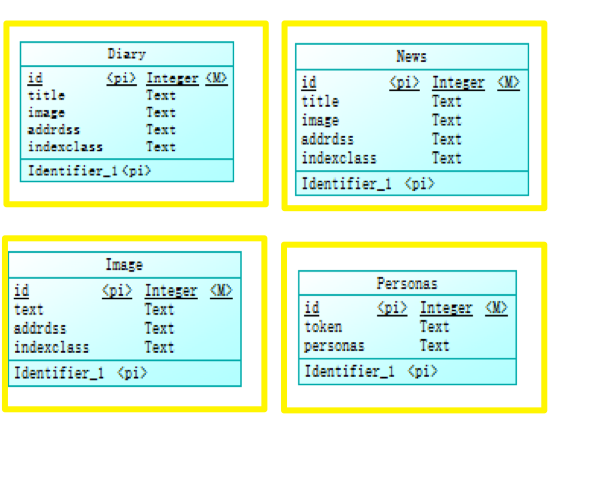 Diary
id <pi> Integer <M>
title Text
image Text
addrdss Text
indexclass Text
Identifier_1 <pi>
News
id <pi> Integer <M>
title Text
image Text
addrdss Text
indexclass Text
Identifier_1 <pi>
Image
id <pi> Integer <M>
text Text
addrdss Text
indexclass Text
Identifier_1 <pi>
Personas
id <pi> Integer <M>
token Text
personas Text
Identifier_1 <pi>